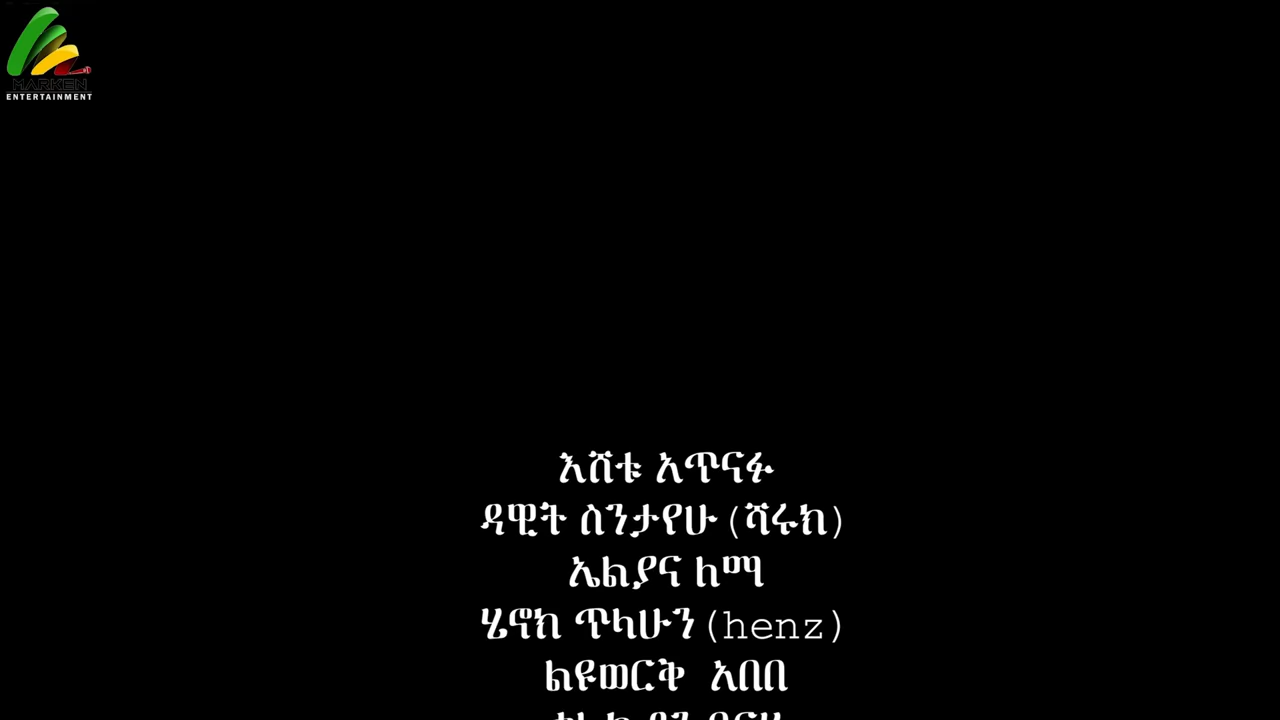 MARKEN
ENTERTAINMENT
እሸቱ አጥናፉ
ዳዊት ስንታየሁ(ሻሩክ)
ኤልያና ለማ
ሄኖክ ጥላሁን(henz)
ልዩወርቅ አበበ